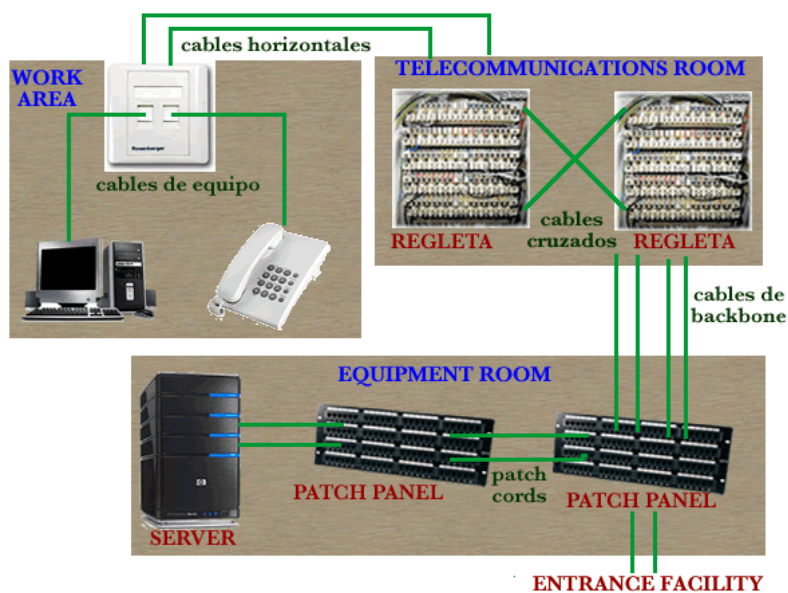 cables horizontales
WORK
AREA
TELECOMMUNICATIONS ROOM
Rosenberger
cables de equipo
REGLETA
cables
cruzados
REGLETA
cables de
backbone
EQUIPMENT ROOM
PATCH PANEL
patch
cords
PATCH PANEL
SERVER
ENTRANCE FACILITY